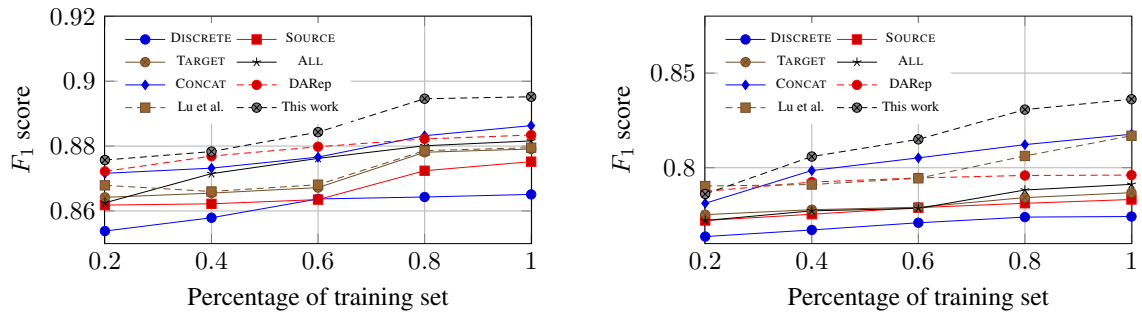 0.92
0.9
0.88
0.86
F₁ score
DISCRETE SOURCE
TARGET ALL
CONCAT DARep
Lu et al. This work
0.2 0.4 0.6 0.8 1
Percentage of training set
0.85
0.8
F₁ score
DISCRETE SOURCE
TARGET ALL
CONCAT DARep
Lu et al. This work
0.2 0.4 0.6 0.8 1
Percentage of training set